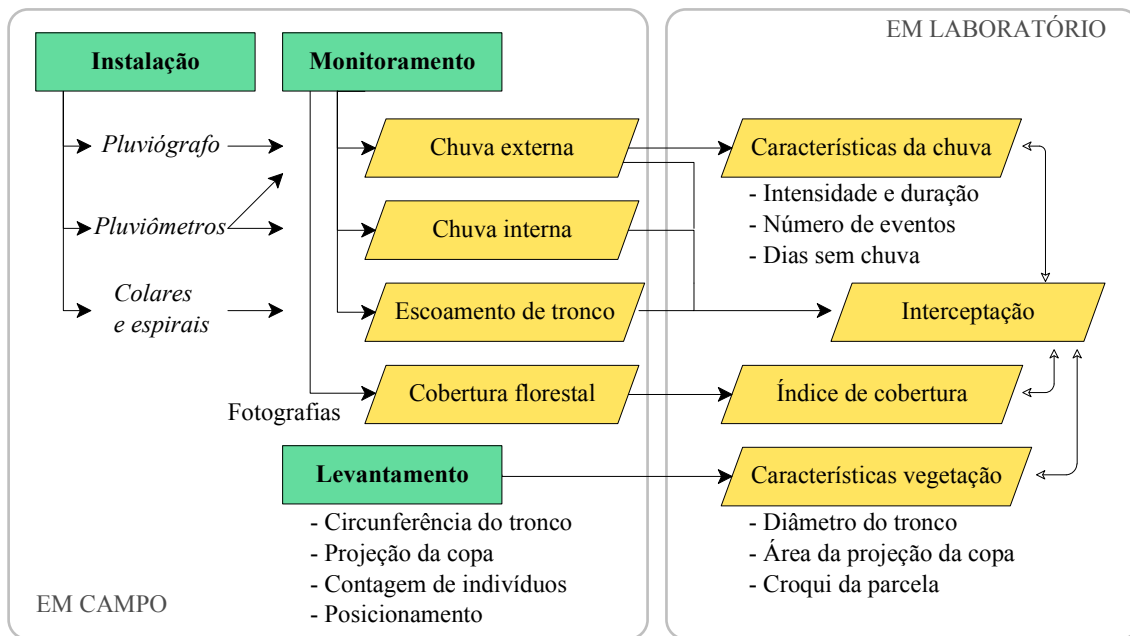 EM LABORATÓRIO
Instalação
Monitoramento
Pluviógrafo
Chuva externa
Características da chuva
- Intensidade e duração
- Número de eventos
- Dias sem chuva
Pluviômetros
Chuva interna
Colares
e espirais
Escoamento de tronco
Interceptação
Fotografias
Cobertura florestal
Índice de cobertura
Levantamento
- Circunferência do tronco
- Projeção da copa
- Contagem de indivíduos
- Posicionamento
Características vegetação
- Diâmetro do tronco
- Área da projeção da copa
- Croqui da parcela
EM CAMPO